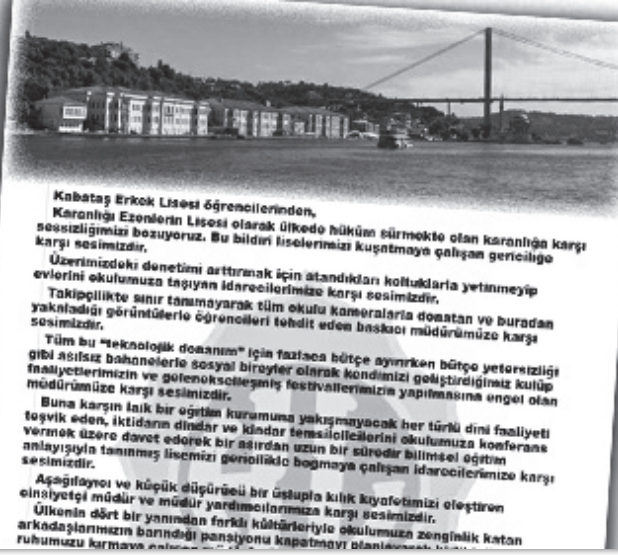 Kabataş Erkek Lisesi öğrencilerinden,
Karanlığı Ezenlerin Lisesi olarak ülkede hüküm sürmekte olan karanlığa karşı
sessizliğimizi bozuyoruz. Bu bildiri liselerimizi kuşatmaya çalışan gericiliğe
karşı sesimizdir.
Üzerimizdeki denetimi arttırmak için atandıkları koltuklarla yetinmeyip
evlerini okulumuza taşıyan idarecilerimize karşı sesimizdir.
Takipçilikte sınır tanımayarak tüm okulu kameralarla donatan ve buradan
yakaladığı görüntülerle öğrencileri tehdit eden baskıcı müdürümüze karşı
sesimizdir.
Tüm bu "teknolojik donanım" için fazlaca bütçe ayırırken bütçe yetersizliği
gibi asılsız bahanelerle sosyal bireyler olarak kendimizi geliştirdiğimiz kulüp
faaliyetlerimizin ve gelenekselleşmiş festivallerimizin yapılmasına engel olan
müdürümüze karşı sesimizdir.
Buna karşın laik bir eğitim kurumuna yakışmayacak her türlü dini faaliyeti
teşvik eden, iktidarın dindar ve kindar temsilcilerini okulumuza konferans
vermek üzere davet ederek bir asırdan uzun bir süredir bilimsel eğitim
anlayışıyla tanınmış lisemizi gericilikle boğmaya çalışan idarecilerimize karşı
sesimizdir.
Aşağılayıcı ve küçük düşürücü bir üslupla kılık kıyafetimizi eleştiren
cinsiyetçi müdür ve müdür yardımcılarımıza karşı sesimizdir.
Ülkenin dört bir yanından farklı kültürleriyle okulumuza zenginlik katan
arkadaşlarımızın barındığı pansiyonu kapatmayı planlayarak
ruhumuzu kırmaya çalışan